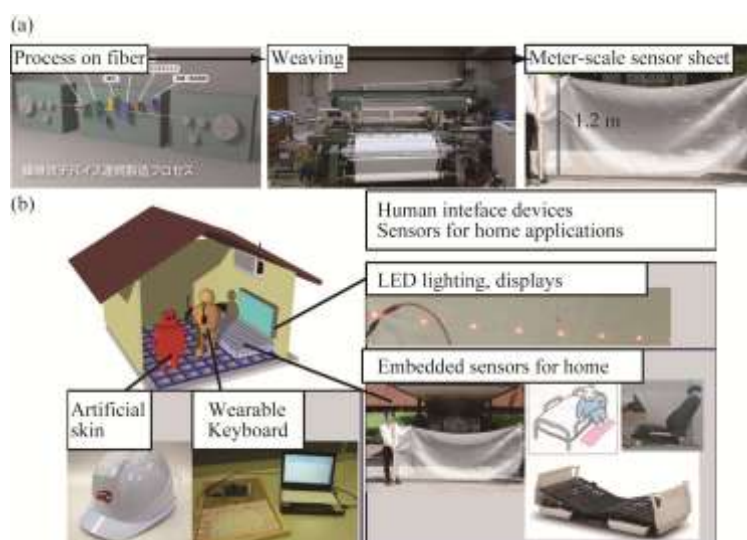 (a)
Process on fiber
Weaving
Meter-scale sensor sheet
1.2 m
(b)
Human inteface devices
Sensors for home applications
LED lighting, displays
Embedded sensors for home
Artificial
skin
Wearable
Keyboard